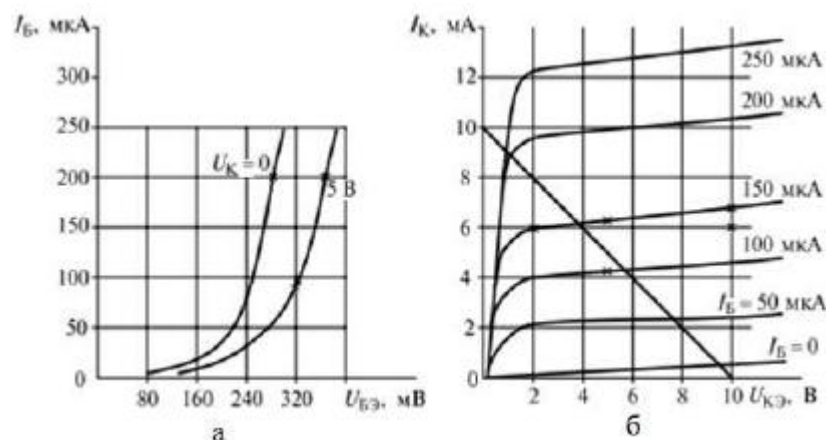 I_Б, мкА
300
250
200
150
100
50
0
U_К = 0
5 В
80 160 240 320 U_БЭ, мВ
а
I_К, мА
12
10
8
6
4
2
0
250 мкА
200 мкА
150 мкА
100 мкА
I_Б = 50 мкА
I_Б = 0
2 4 6 8 10 U_КЭ, В
б